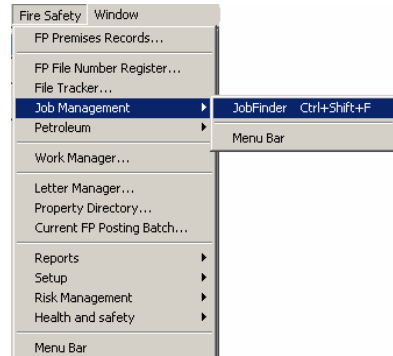 Fire Safety Window
FP Premises Records...
FP File Number Register...
File Tracker...
Job Management
JobFinder Ctrl+Shift+F
Petroleum
Menu Bar
Work Manager...
Letter Manager...
Property Directory...
Current FP Posting Batch...
Reports
Setup
Risk Management
Health and safety
Menu Bar